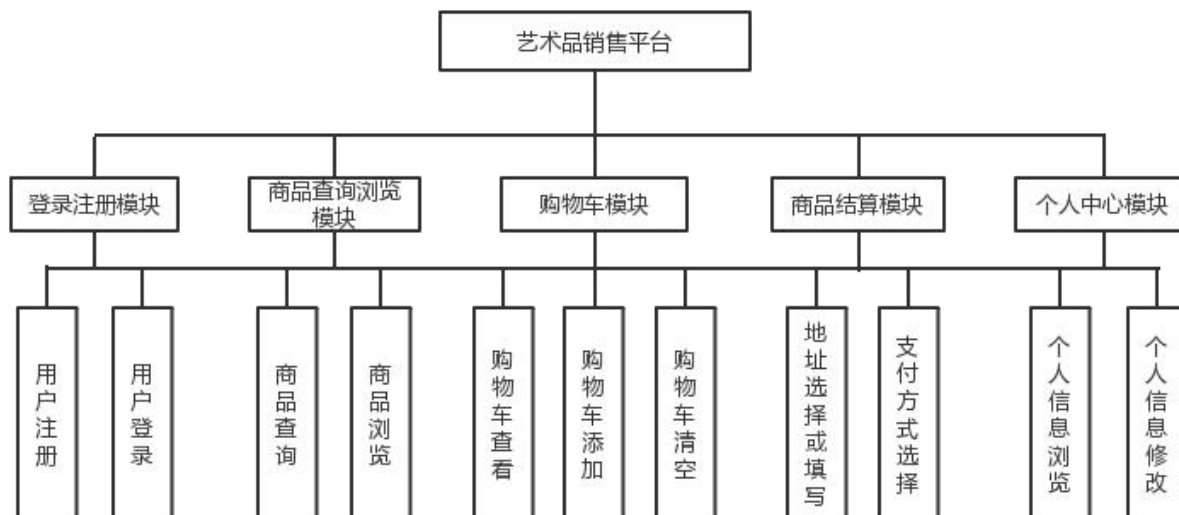 艺术品销售平台
登录注册模块
商品查询浏览
模块
购物车模块
商品结算模块
个人中心模块
用户注册
用户登录
商品查询
商品浏览
购物车查看
购物车添加
购物车清空
地址选择或填写
支付方式选择
个人信息浏览
个人信息修改